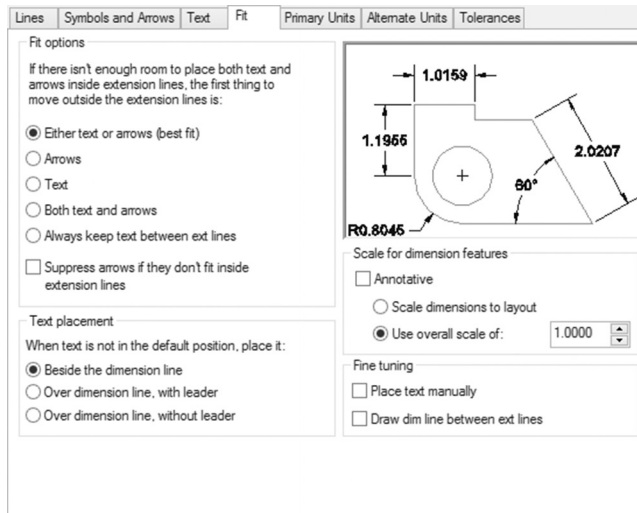 Lines Symbols and Arrows Text Fit Primary Units Alternate Units Tolerances
Fit options
If there isn't enough room to place both text and
arrows inside extension lines, the first thing to
move outside the extension lines is:
Either text or arrows (best fit)
Arrows
Text
Both text and arrows
Always keep text between ext lines
Suppress arrows if they don't fit inside
extension lines
Text placement
When text is not in the default position, place it:
Beside the dimension line
Over dimension line, with leader
Over dimension line, without leader
1.0159
1.1955
2.0207
60°
R0.8045
Scale for dimension features
Annotative
Scale dimensions to layout
Use overall scale of: 1.0000
Fine tuning
Place text manually
Draw dim line between ext lines